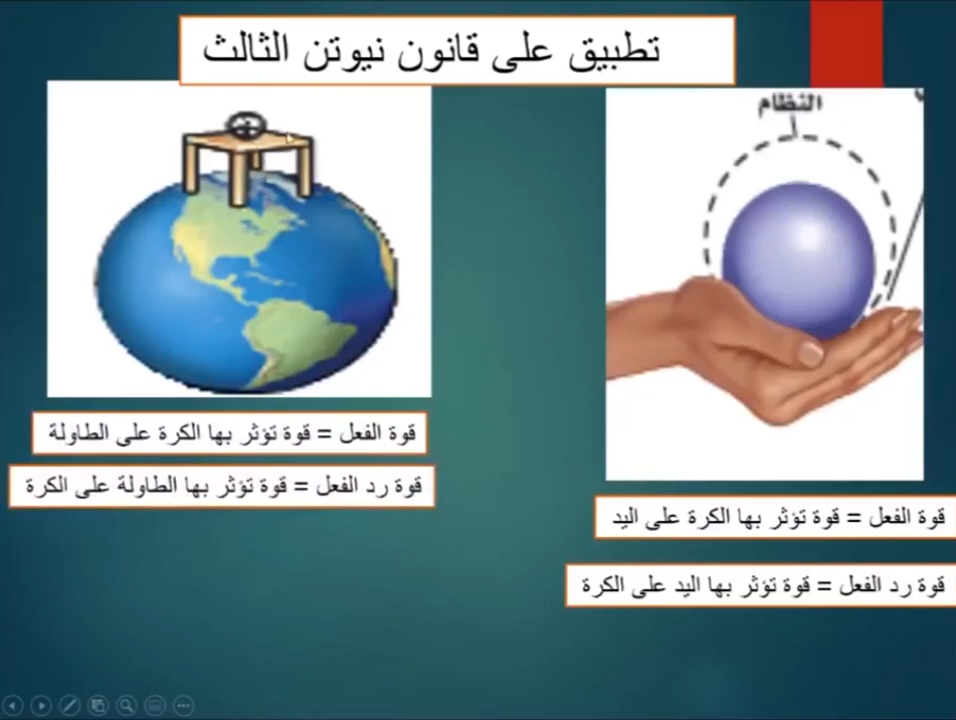 تطبيق على قانون نيوتن الثالث
النظام
قوة الفعل = قوة تؤثر بها الكرة على اليد
قوة رد الفعل = قوة تؤثر بها اليد على الكرة
قوة الفعل = قوة تؤثر بها الكرة على الطاولة
قوة رد الفعل = قوة تؤثر بها الطاولة على الكرة